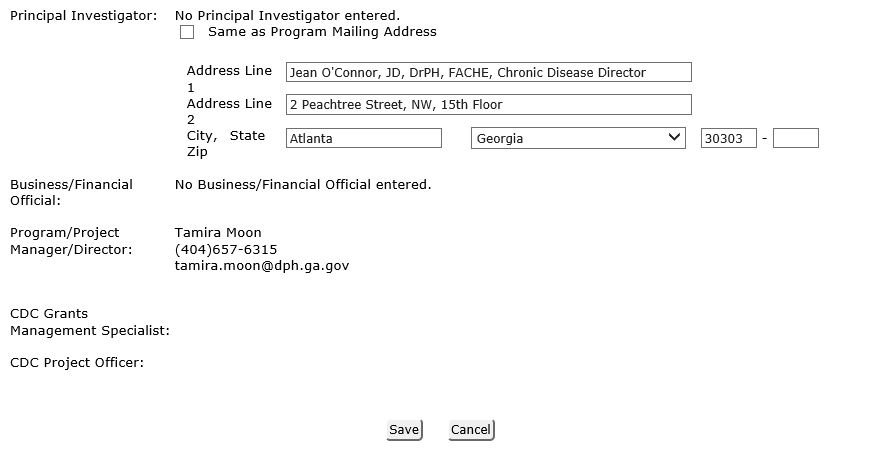 Principal Investigator: No Principal Investigator entered.
Same as Program Mailing Address
Address Line 1 Jean O'Connor, JD, DrPH, FACHE, Chronic Disease Director
Address Line 2 2 Peachtree Street, NW, 15th Floor
City, State Zip Atlanta Georgia 30303 -
Business/Financial Official: No Business/Financial Official entered.
Program/Project Manager/Director: Tamira Moon
(404)657-6315
tamira.moon@dph.ga.gov
CDC Grants
Management Specialist:
CDC Project Officer:
Save Cancel